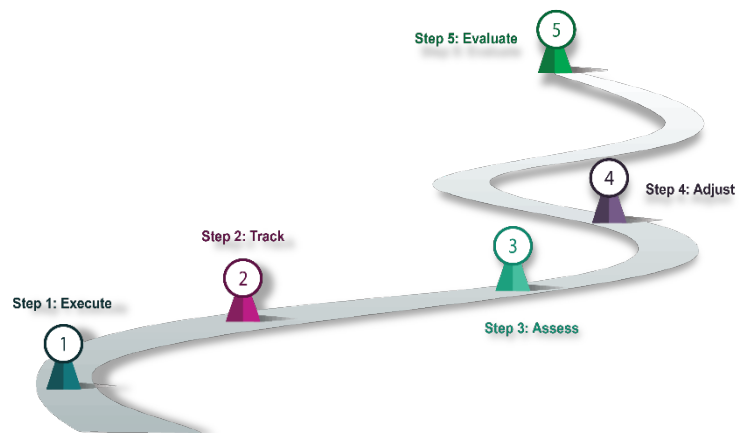 5
Step 5: Evaluate
4
Step 4: Adjust
Step 2: Track
3
2
Step 1: Execute
Step 3: Assess
1